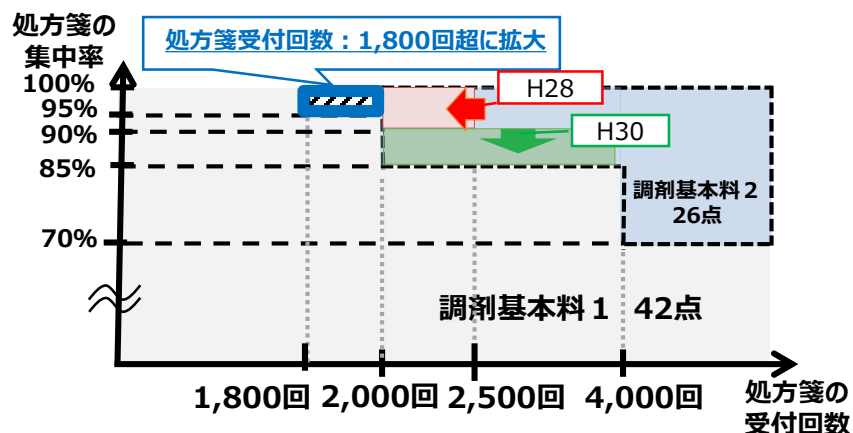 処方箋の
集中率
処方箋受付回数：1,800回超に拡大
100%
95%
90%
85%
70%
H28
H30
調剤基本料２
26点
調剤基本料１ 42点
1,800回
2,000回
2,500回
4,000回
処方箋の
受付回数